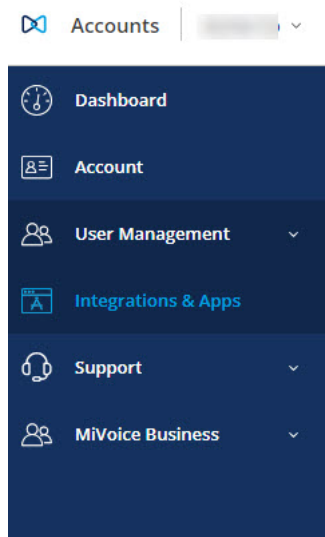 Accounts
Dashboard
Account
User Management
Integrations & Apps
Support
MiVoice Business